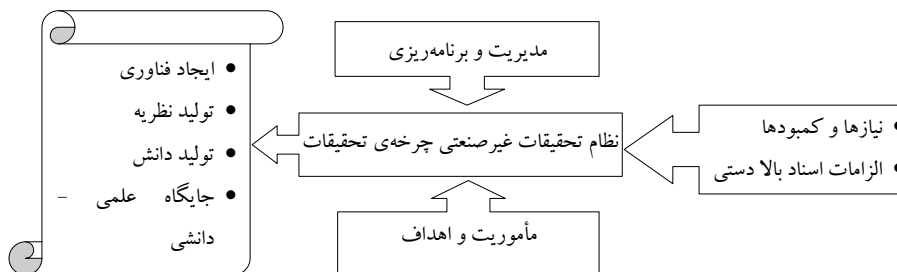 مدیریت و برنامه‌ریزی
• نیازها و کمبودها
• الزامات اسناد بالا دستی
نظام تحقیقات غیرصنعتی چرخه‌ی تحقیقات
مأموریت و اهداف
• ایجاد فناوری
• تولید نظریه
• تولید دانش
• جایگاه علمی –
دانشی